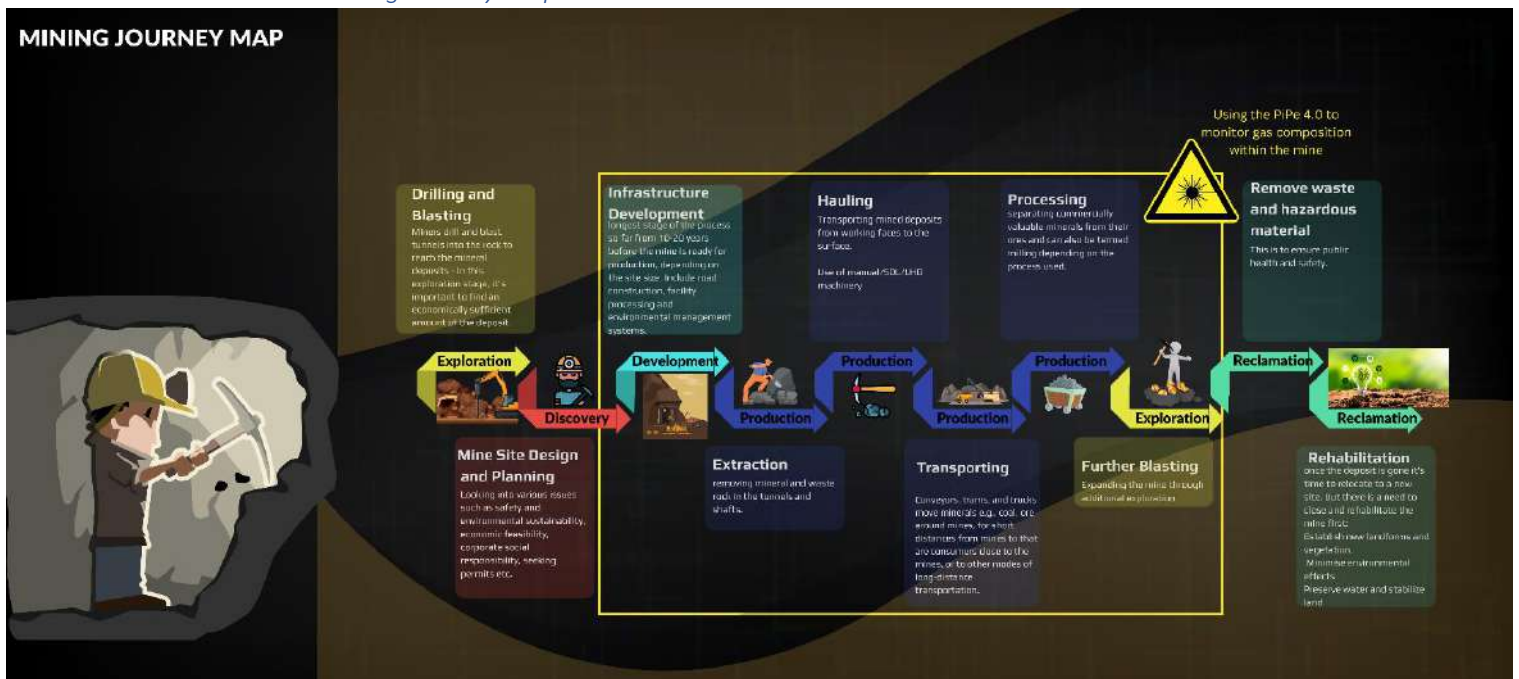 MINING JOURNEY MAP
Using the PiPe 4.0 to
monitor gas composition
within the mine
Drilling and
Blasting
Miners drill and blast
tunnels into the rock to
reach the mineral
deposits - in this
exploration stage, it's
important to find an
economically sufficient
amount of the deposit
Infrastructure
Development
longest stage of the process
so far from 10-20 years
before the mine is ready for
production, depending on
the site size. Include road
construction, facility
processing and
environmental management
systems.
Hauling
Transporting mined deposits
from working faces to the
surface.
Use of manual/SDL/LHD
machinery
Processing
separating commercially
valuable minerals from their
ores and can also be termed
milling depending on the
process used.
Remove waste
and hazardous
material
This is to ensure public
health and safety.
Exploration
Discovery
Development
Production
Production
Production
Production
Exploration
Reclamation
Reclamation
Mine Site Design
and Planning
Looking into various issues
such as safety and
environmental sustainability,
economic feasibility,
corporate social
responsibility, seeking
permits etc.
Extraction
removing mineral and waste
rock in the tunnels and
shafts.
Transporting
Conveyors, trams, and trucks
move minerals e.g., coal, ore
around mines, for short
distances from mines to that
are consumers close to the
mines, or to other modes of
long-distance
transportation.
Further Blasting
Expanding the mine through
additional exploration
Rehabilitation
once the deposit is gone it's
time to relocate to a new
site. But there is a need to
close and rehabilitate the
mine first:
Establish new landforms and
vegetation.
Minimise environmental
effects
Preserve water and stabilize
land